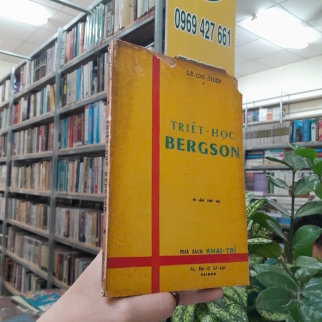 0969 427 661
LÊ-CHÍ-THIỆP
TRIẾT-HỌC
BERGSON
NHÀ SÁCH KHAI-TRÍ
SAIGON